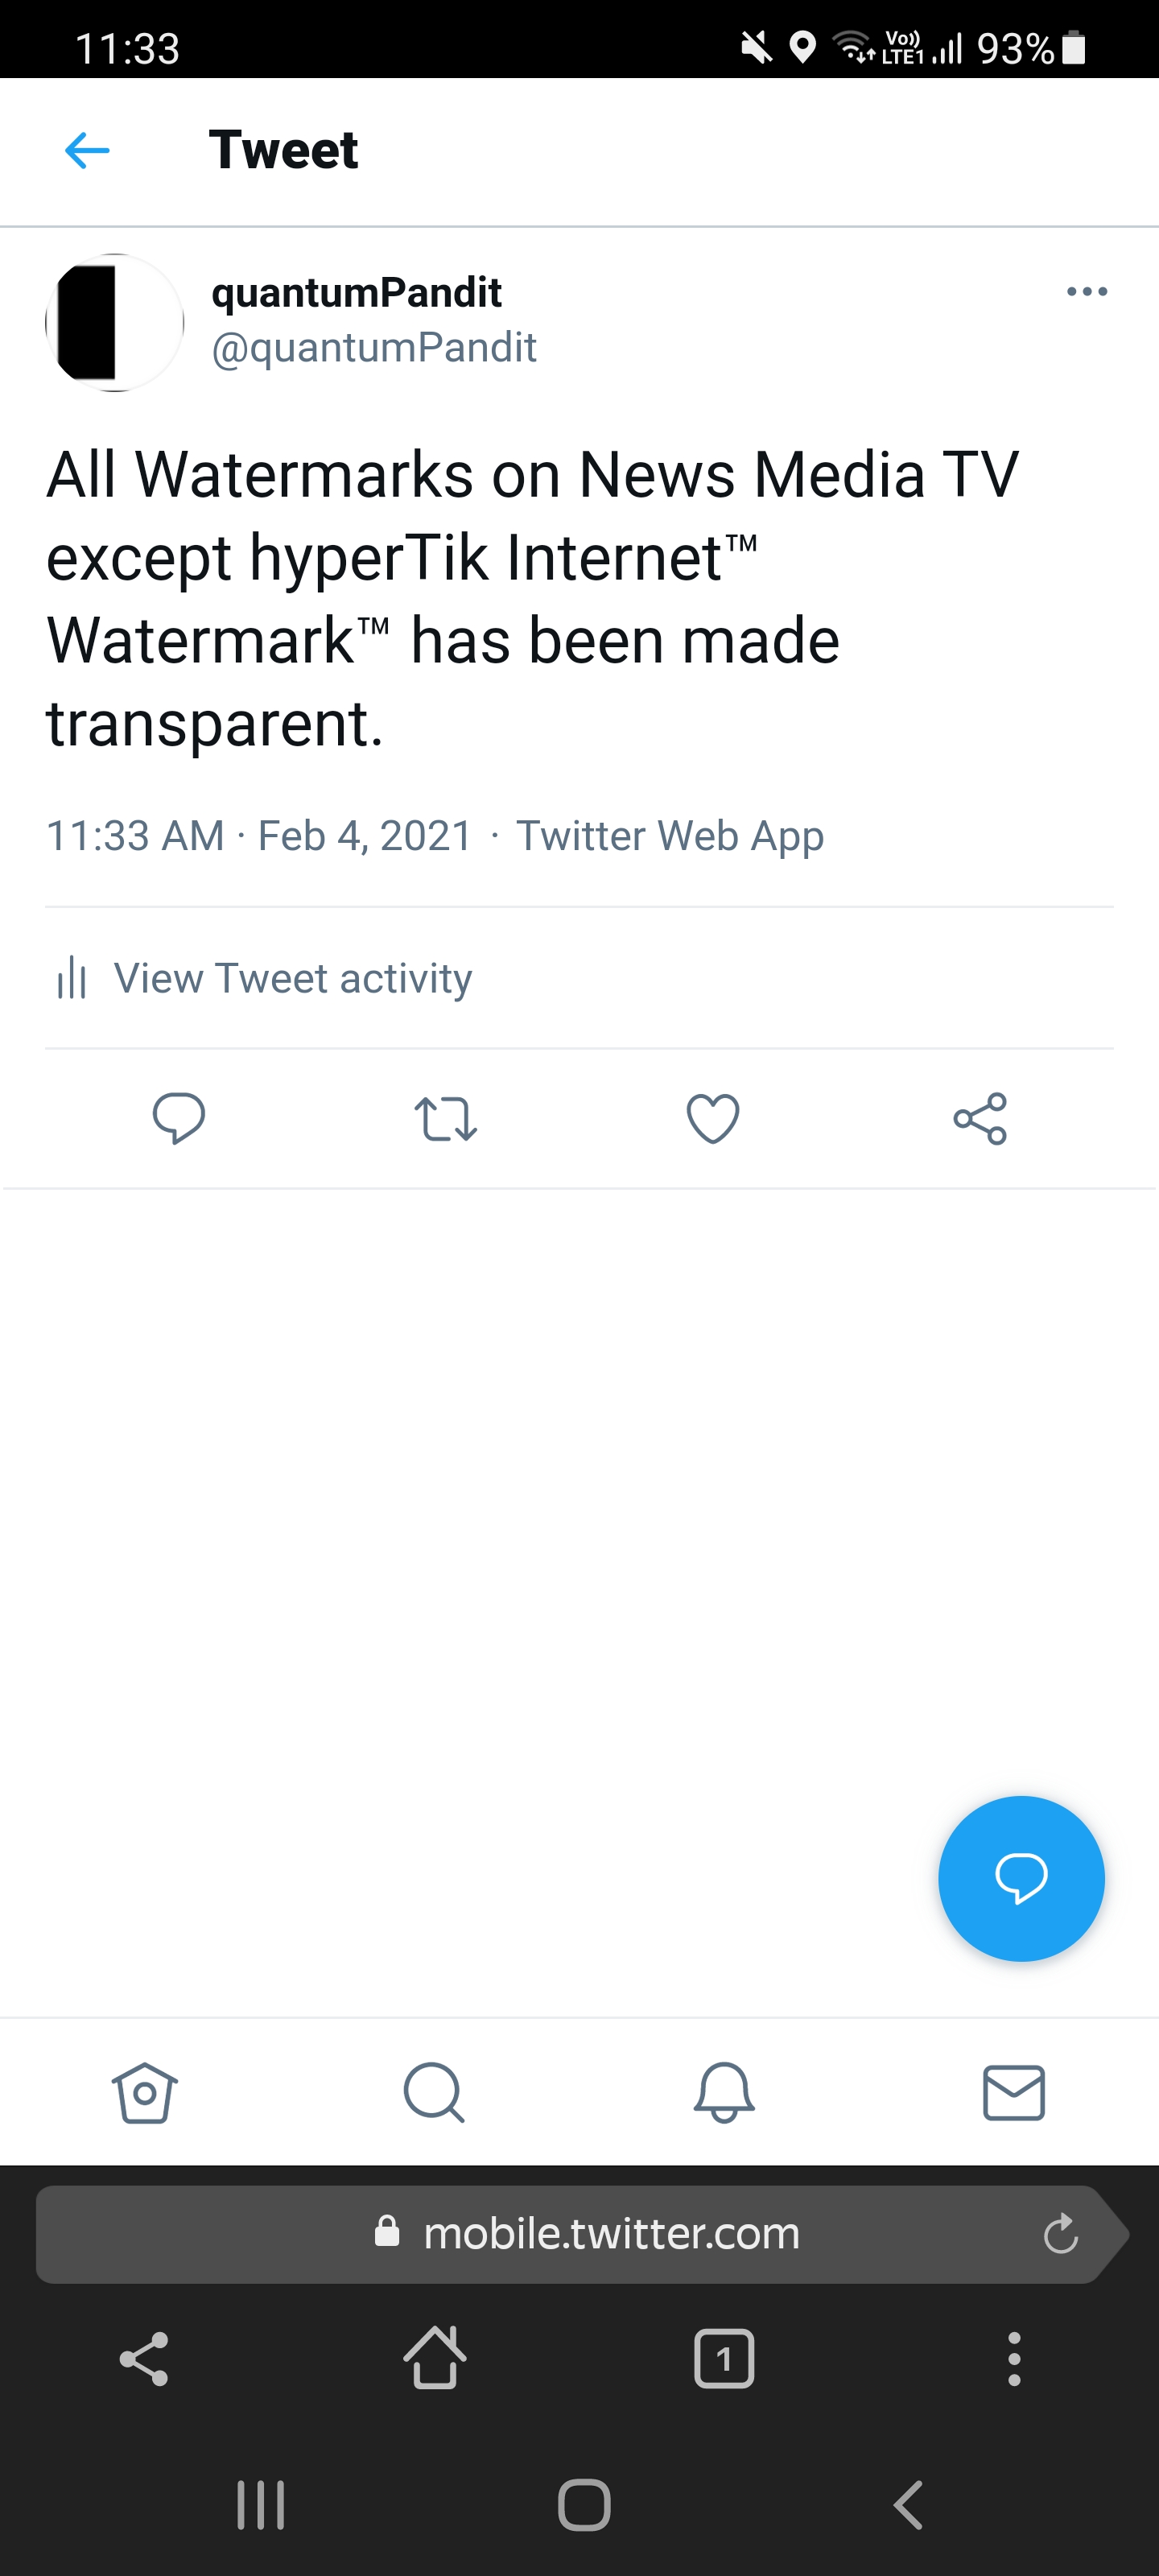 11:33
Vo)) LTE1 93%
Tweet
quantumPandit
@quantumPandit
All Watermarks on News Media TV
except hyperTik Internet™
Watermark™ has been made
transparent.
11:33 AM · Feb 4, 2021 · Twitter Web App
View Tweet activity
mobile.twitter.com
1